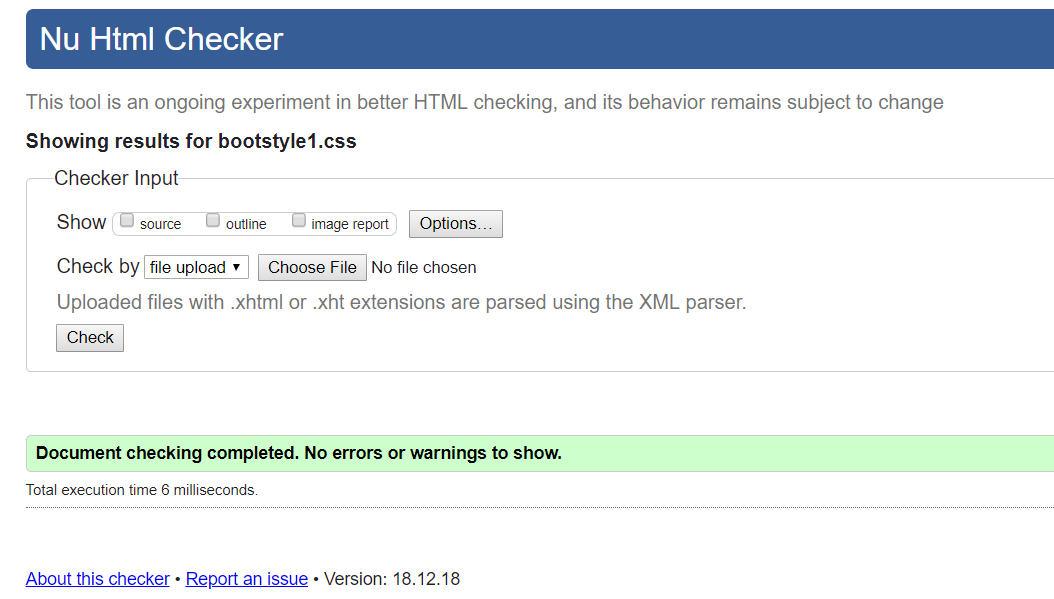 Nu Html Checker
This tool is an ongoing experiment in better HTML checking, and its behavior remains subject to change
Showing results for bootstyle1.css
Checker Input
Show source outline image report Options...
Check by file upload ▾ Choose File No file chosen
Uploaded files with .xhtml or .xht extensions are parsed using the XML parser.
Check
Document checking completed. No errors or warnings to show.
Total execution time 6 milliseconds.
About this checker • Report an issue • Version: 18.12.18